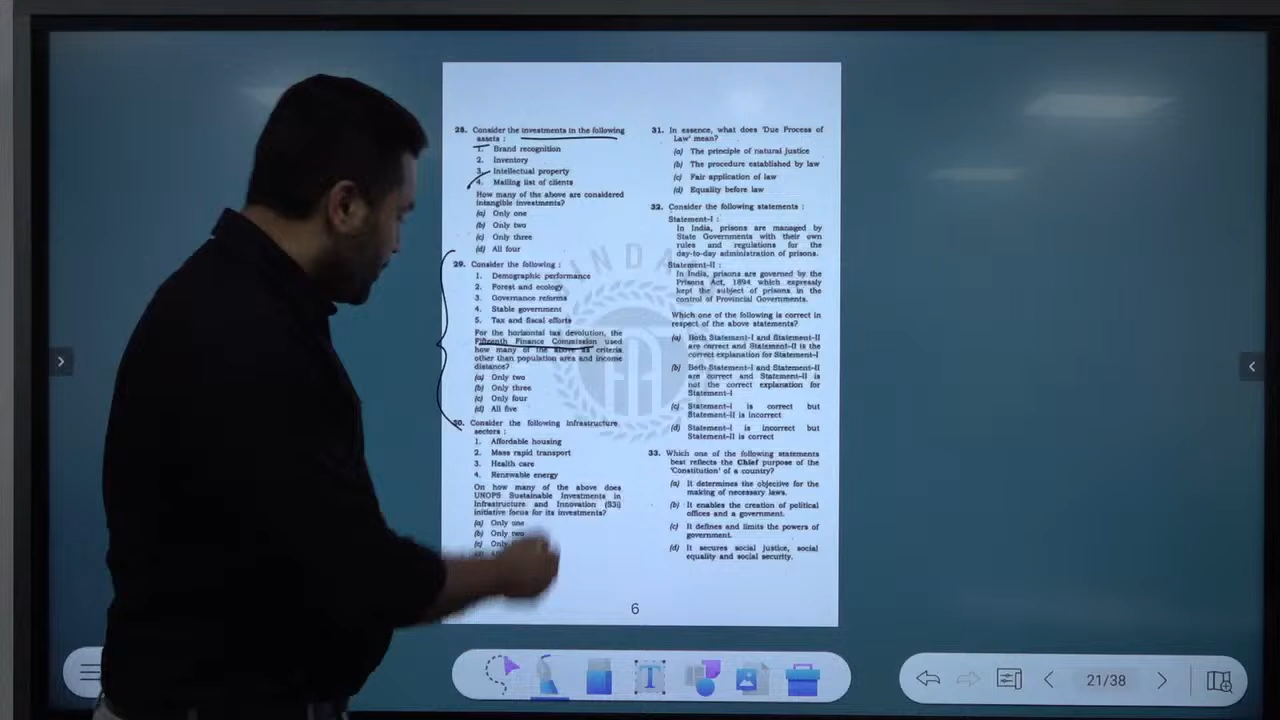 28. Consider the investments in the following
assets :
1. Brand recognition
2. Inventory
3. Intellectual property
4. Mailing list of clients
How many of the above are considered
intangible investments?
(a) Only one
(b) Only two
(c) Only three
(d) All four
29. Consider the following :
1. Demographic performance
2. Forest and ecology
3. Governance reforms
4. Stable government
5. Tax and fiscal efforts
For the horizontal tax devolution, the
Fifteenth Finance Commission used
how many of the above as criteria
other than population area and income
distance?
(a) Only two
(b) Only three
(c) Only four
(d) All five
30. Consider the following infrastructure
sectors :
1. Affordable housing
2. Mass rapid transport
3. Health care
4. Renewable energy
On how many of the above does
UNOPS Sustainable Investments in
Infrastructure and Innovation (S3i)
initiative focus for its investments?
(a) Only one
(b) Only two
(c) Only
31. In essence, what does 'Due Process of
Law' mean?
(a) The principle of natural justice
(b) The procedure established by law
(c) Fair application of law
(d) Equality before law
32. Consider the following statements :
Statement-I :
In India, prisons are managed by
State Governments with their own
rules and regulations for the
day-to-day administration of prisons.
Statement-II :
In India, prisons are governed by the
Prisons Act, 1894 which expressly
kept the subject of prisons in the
control of Provincial Governments.
Which one of the following is correct in
respect of the above statements?
(a) Both Statement-I and Statement-II
are correct and Statement-II is the
correct explanation for Statement-I
(b) Both Statement-I and Statement-II
are correct and Statement-II is
not the correct explanation for
Statement-I
(c) Statement-I is correct but
Statement-II is incorrect
(d) Statement-I is incorrect but
Statement-II is correct
33. Which one of the following statements
best reflects the Chief purpose of the
'Constitution' of a country?
(a) It determines the objective for the
making of necessary laws.
(b) It enables the creation of political
offices and a government.
(c) It defines and limits the powers of
government.
(d) It secures social justice, social
equality and social security.
6
T
21/38